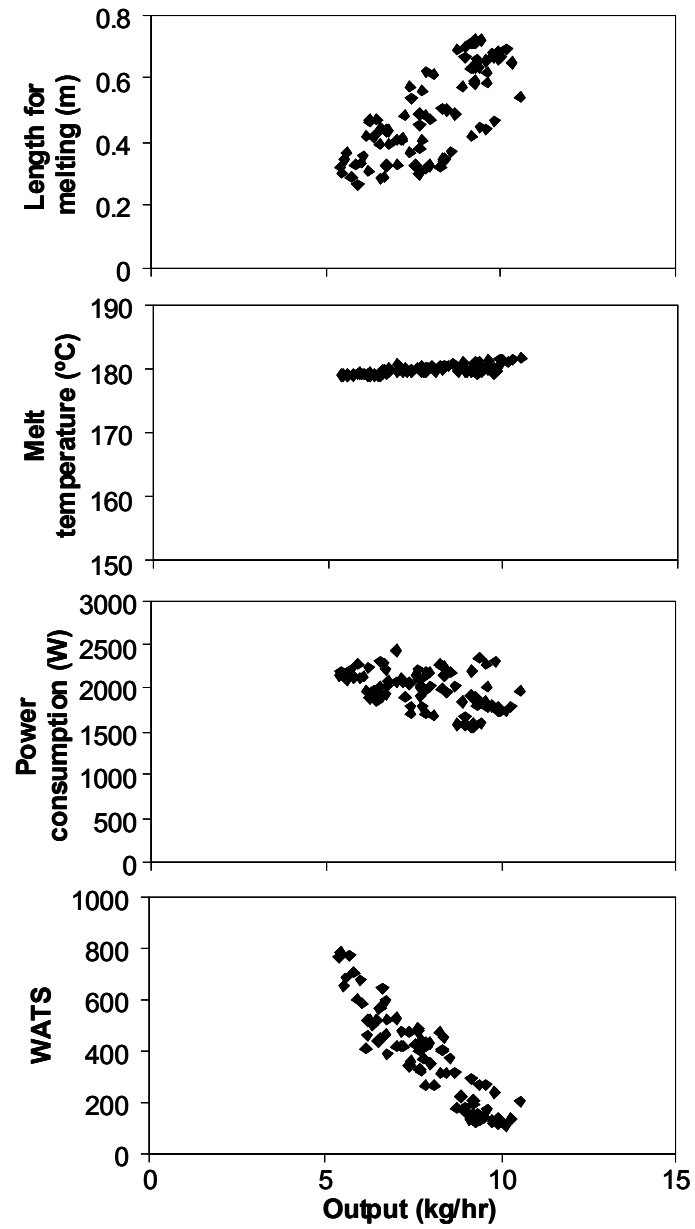 0.8
0.6
0.4
0.2
0
Length for
melting (m)
190
180
170
160
150
Melt
temperature (ºC)
3000
2500
2000
1500
1000
500
0
Power
consumption (W)
1000
800
600
400
200
0
WATS
0 5 10 15
Output (kg/hr)